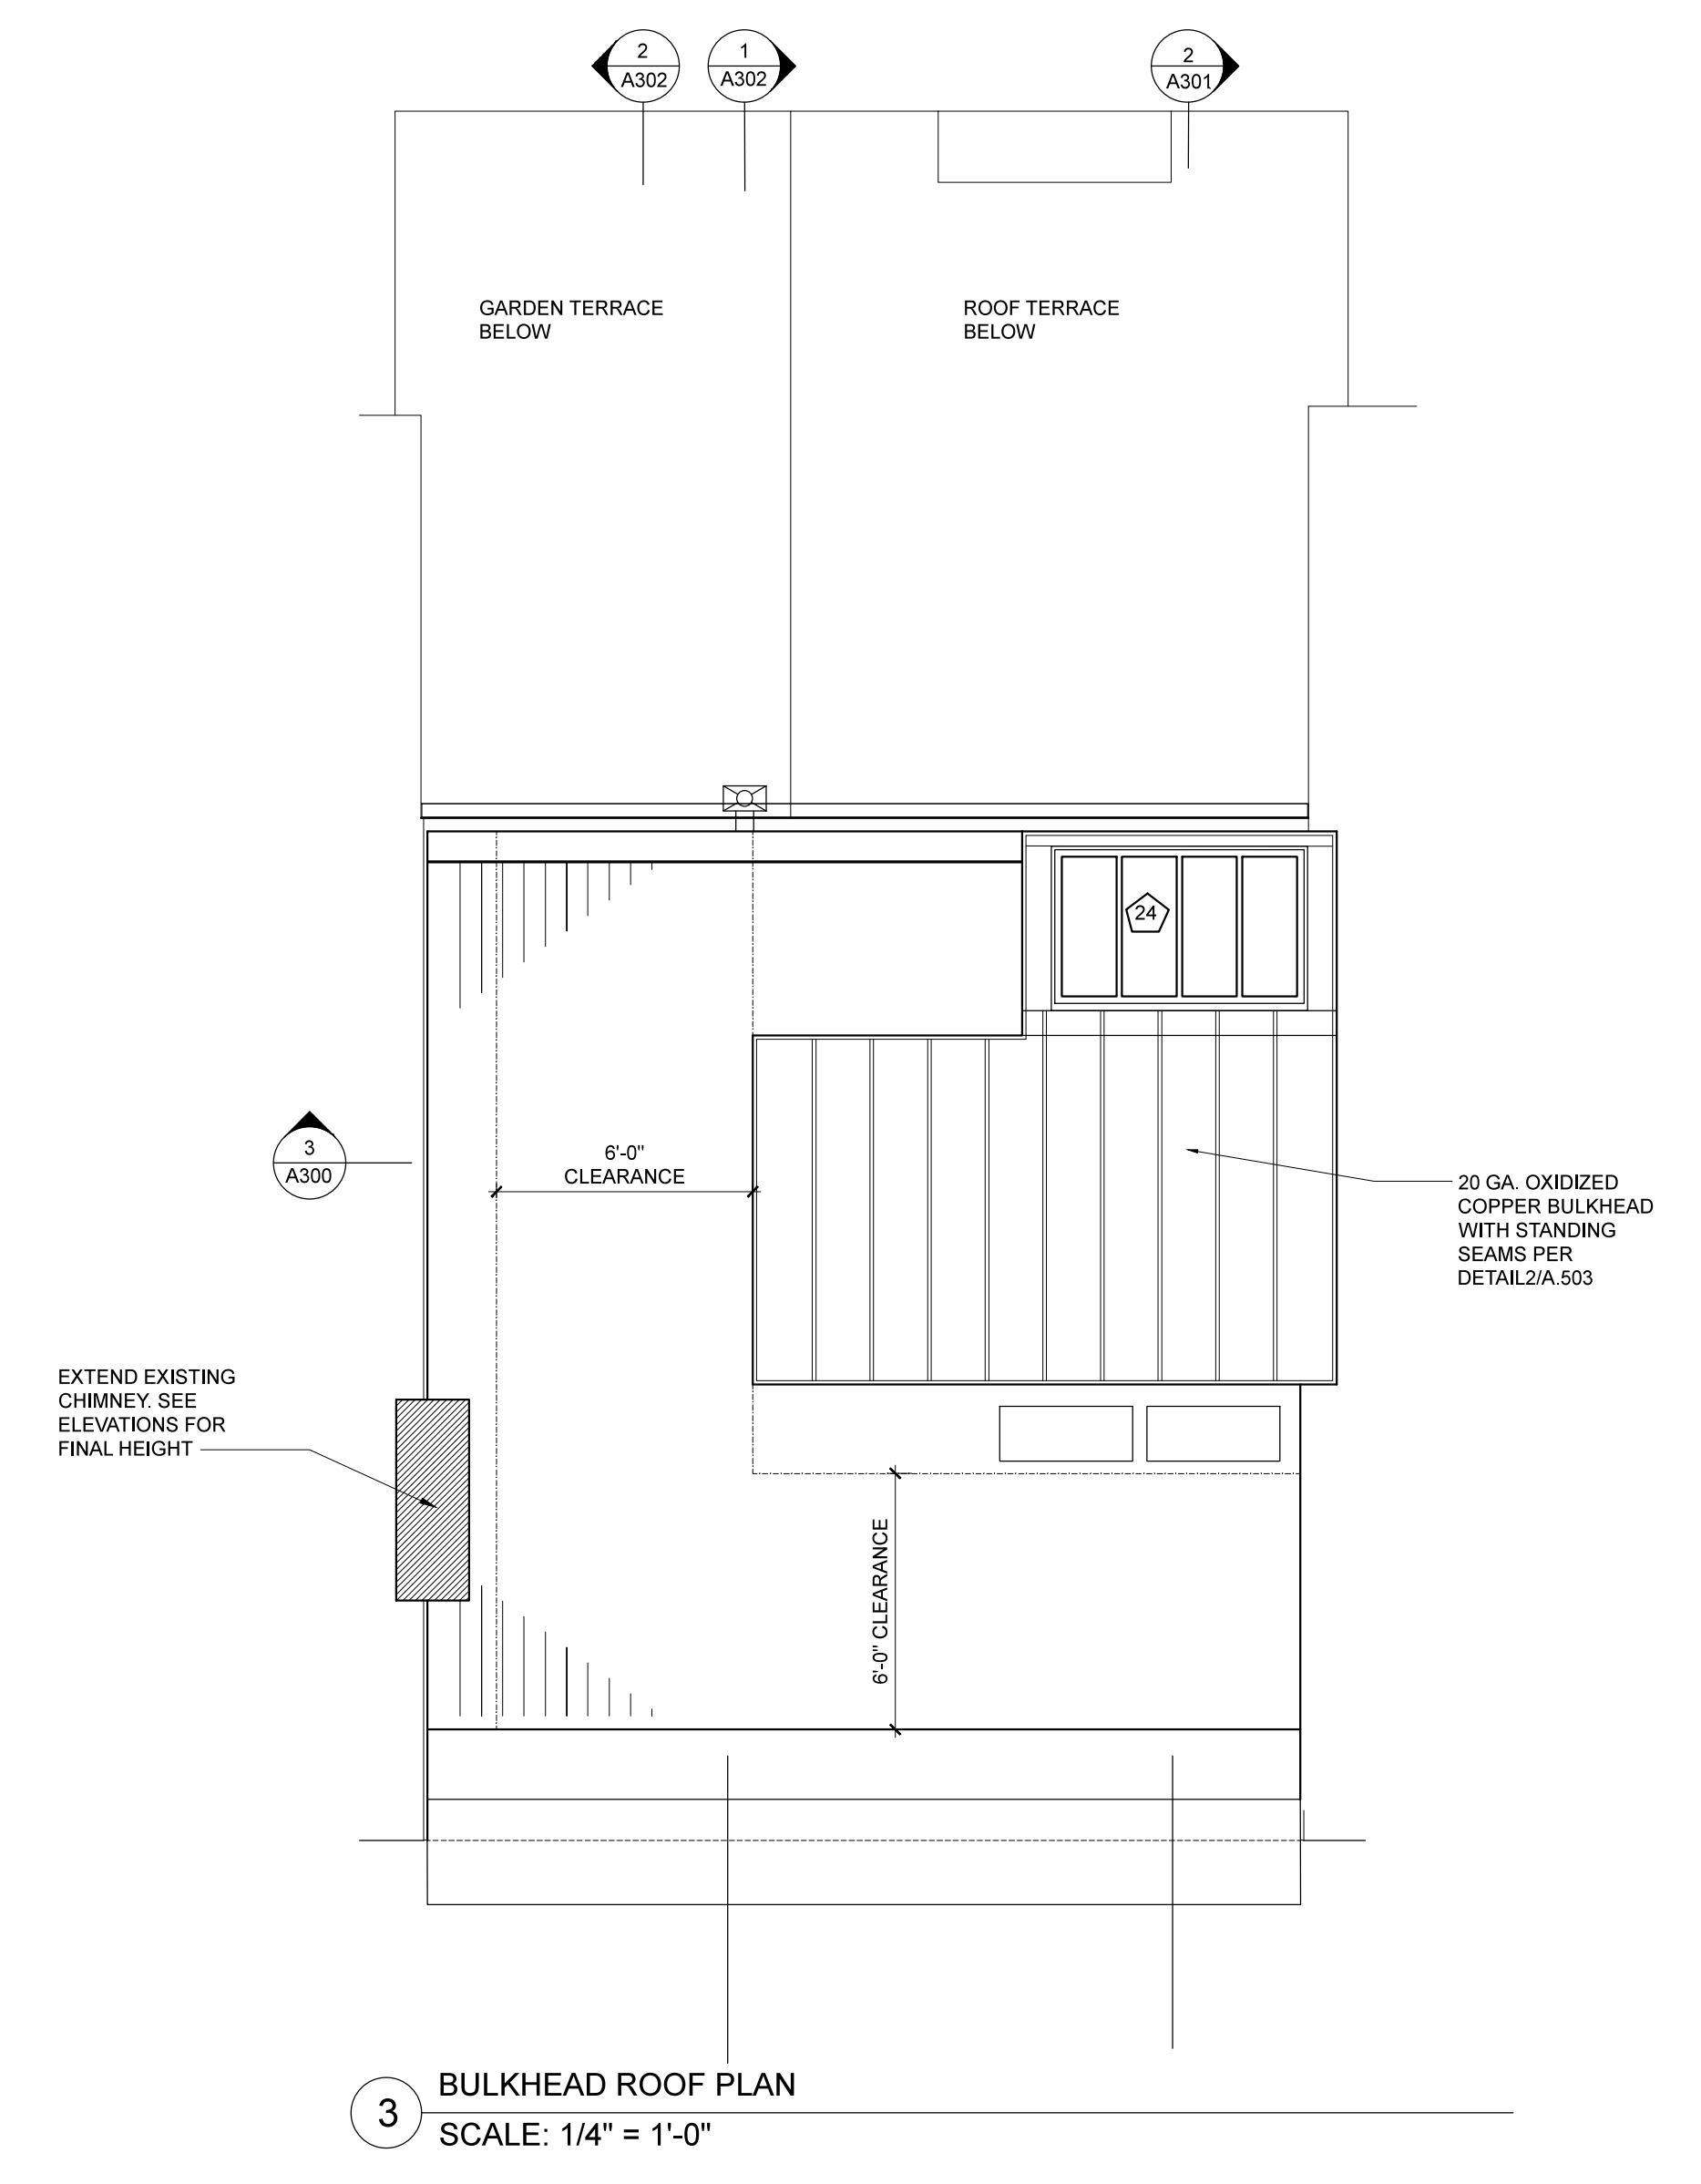 2
A302
1
A302
2
A301
GARDEN TERRACE
BELOW
ROOF TERRACE
BELOW
24
6'-0"
CLEARANCE
3
A300
20 GA. OXIDIZED
COPPER BULKHEAD
WITH STANDING
SEAMS PER
DETAIL2/A.503
EXTEND EXISTING
CHIMNEY. SEE
ELEVATIONS FOR
FINAL HEIGHT
6'-0" CLEARANCE
3
BULKHEAD ROOF PLAN
SCALE: 1/4" = 1'-0"